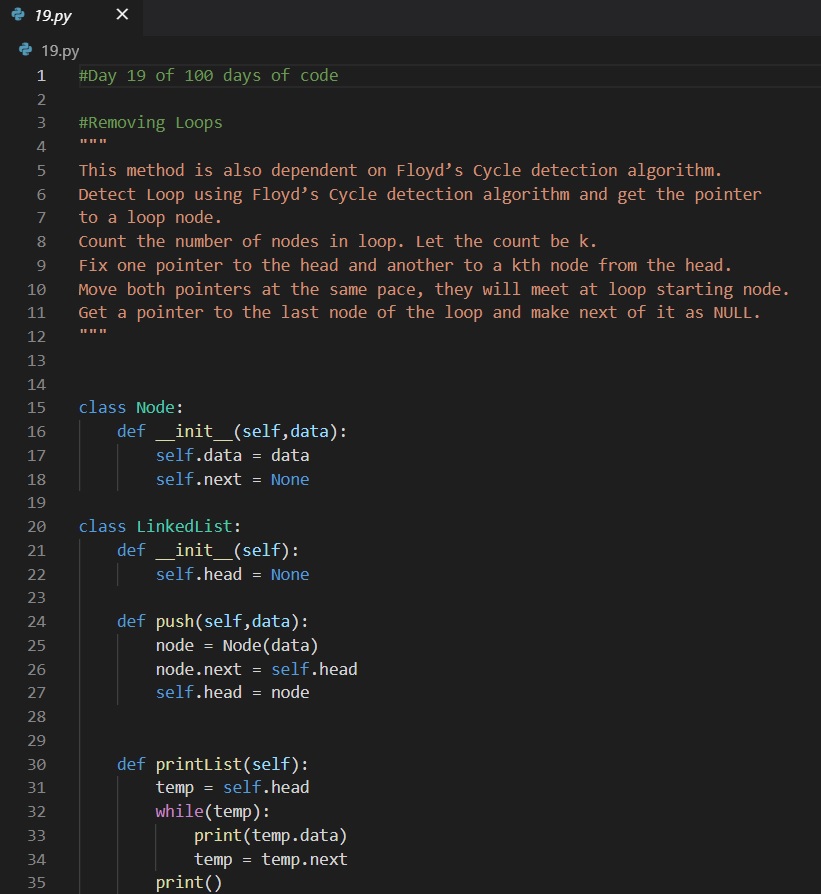 19.py ×
19.py
1 #Day 19 of 100 days of code
2
3 #Removing Loops
4 """
5 This method is also dependent on Floyd’s Cycle detection algorithm.
6 Detect Loop using Floyd’s Cycle detection algorithm and get the pointer
7 to a loop node.
8 Count the number of nodes in loop. Let the count be k.
9 Fix one pointer to the head and another to a kth node from the head.
10 Move both pointers at the same pace, they will meet at loop starting node.
11 Get a pointer to the last node of the loop and make next of it as NULL.
12 """
13
14
15 class Node:
16     def __init__(self,data):
17         self.data = data
18         self.next = None
19
20 class LinkedList:
21     def __init__(self):
22         self.head = None
23
24     def push(self,data):
25         node = Node(data)
26         node.next = self.head
27         self.head = node
28
29
30     def printList(self):
31         temp = self.head
32         while(temp):
33             print(temp.data)
34             temp = temp.next
35         print()